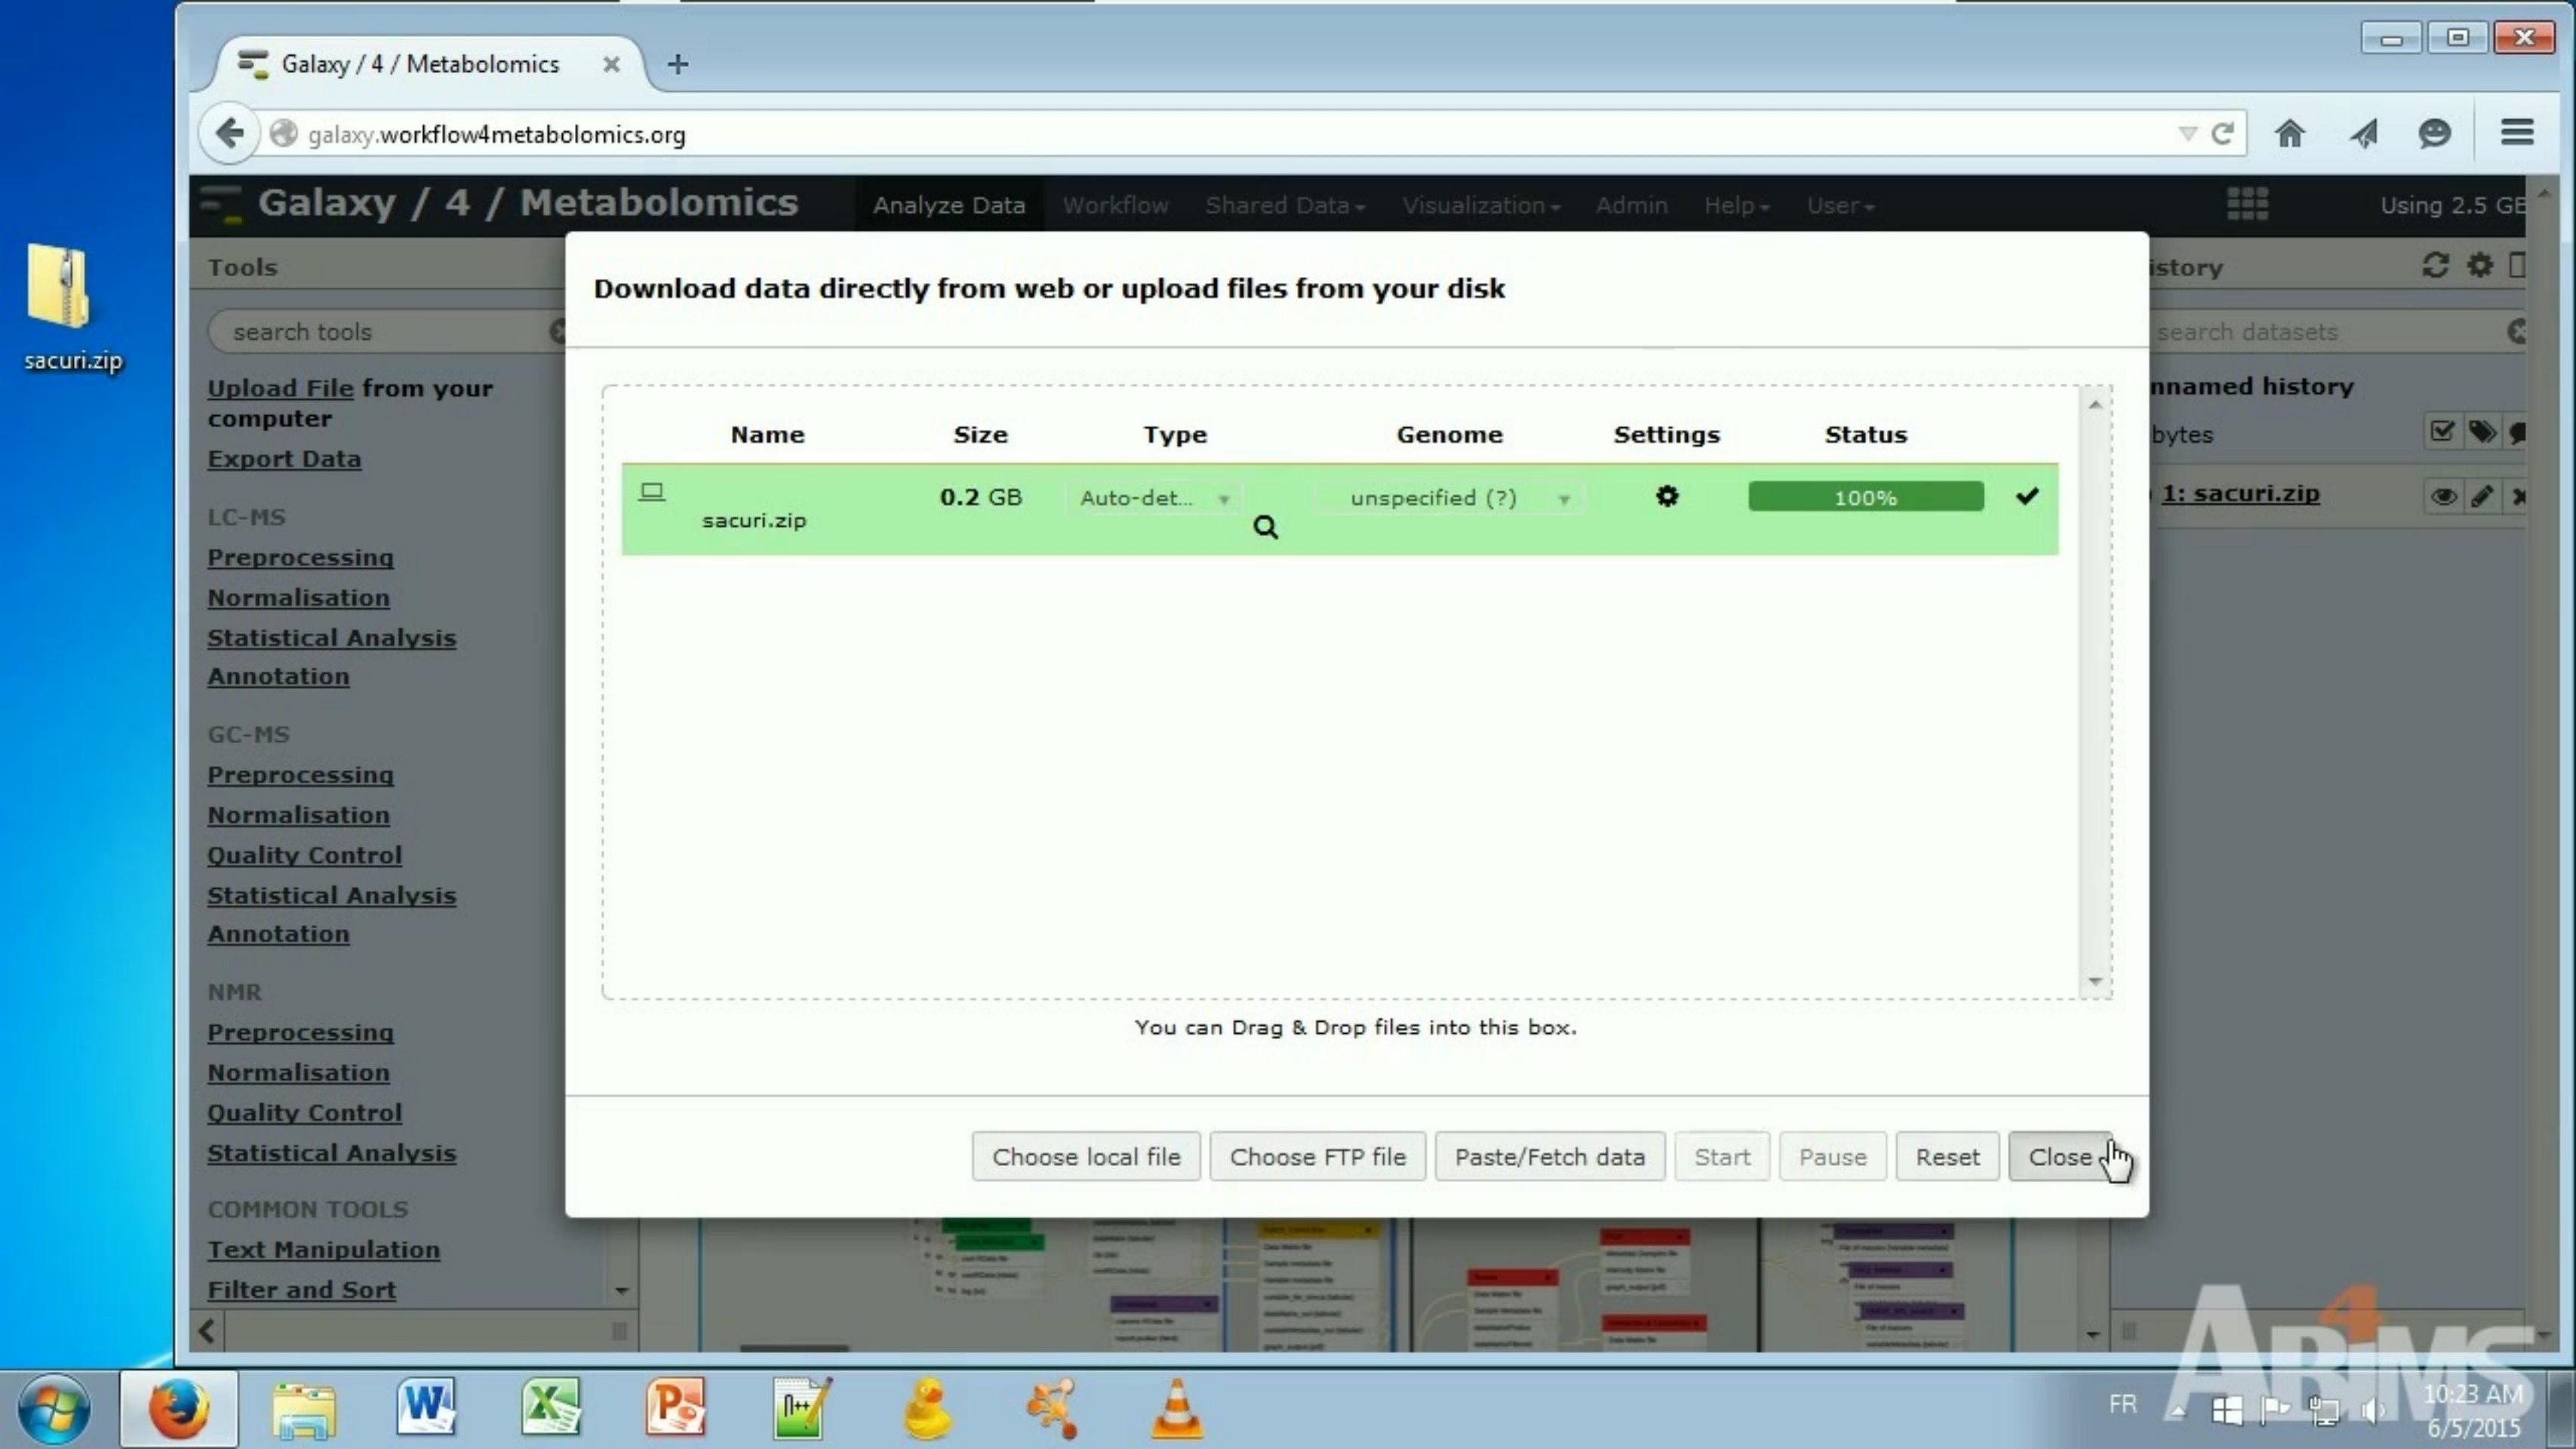 Galaxy / 4 / Metabolomics
galaxy.workflow4metabolomics.org
Galaxy / 4 / Metabolomics
Analyze Data
Workflow
Shared Data
Visualization
Admin
Help
User
Using 2.5 GB
sacuri.zip
Tools
search tools
Upload File from your
computer
Export Data
LC-MS
Preprocessing
Normalisation
Statistical Analysis
Annotation
GC-MS
Preprocessing
Normalisation
Quality Control
Statistical Analysis
Annotation
NMR
Preprocessing
Normalisation
Quality Control
Statistical Analysis
COMMON TOOLS
Text Manipulation
Filter and Sort
Download data directly from web or upload files from your disk
Name
Size
Type
Genome
Settings
Status
sacuri.zip
0.2 GB
Auto-det...
unspecified (?)
100%
You can Drag & Drop files into this box.
Choose local file
Choose FTP file
Paste/Fetch data
Start
Pause
Reset
Close
istory
search datasets
nnamed history
bytes
1: sacuri.zip
AB4iMS
FR
10:23 AM
6/5/2015